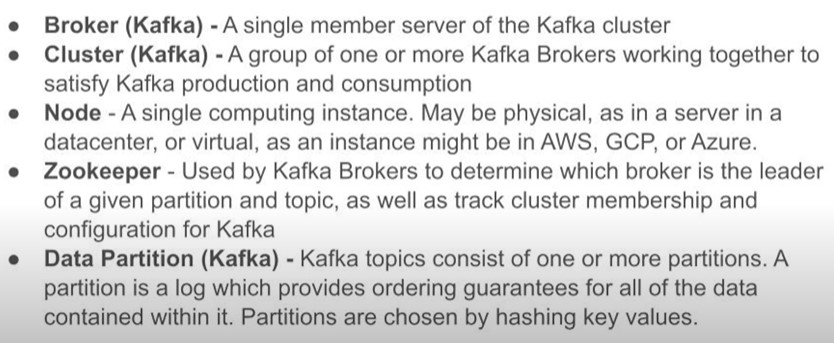 ● Broker (Kafka) - A single member server of the Kafka cluster
● Cluster (Kafka) - A group of one or more Kafka Brokers working together to
satisfy Kafka production and consumption
● Node - A single computing instance. May be physical, as in a server in a
datacenter, or virtual, as an instance might be in AWS, GCP, or Azure.
● Zookeeper - Used by Kafka Brokers to determine which broker is the leader
of a given partition and topic, as well as track cluster membership and
configuration for Kafka
● Data Partition (Kafka) - Kafka topics consist of one or more partitions. A
partition is a log which provides ordering guarantees for all of the data
contained within it. Partitions are chosen by hashing key values.